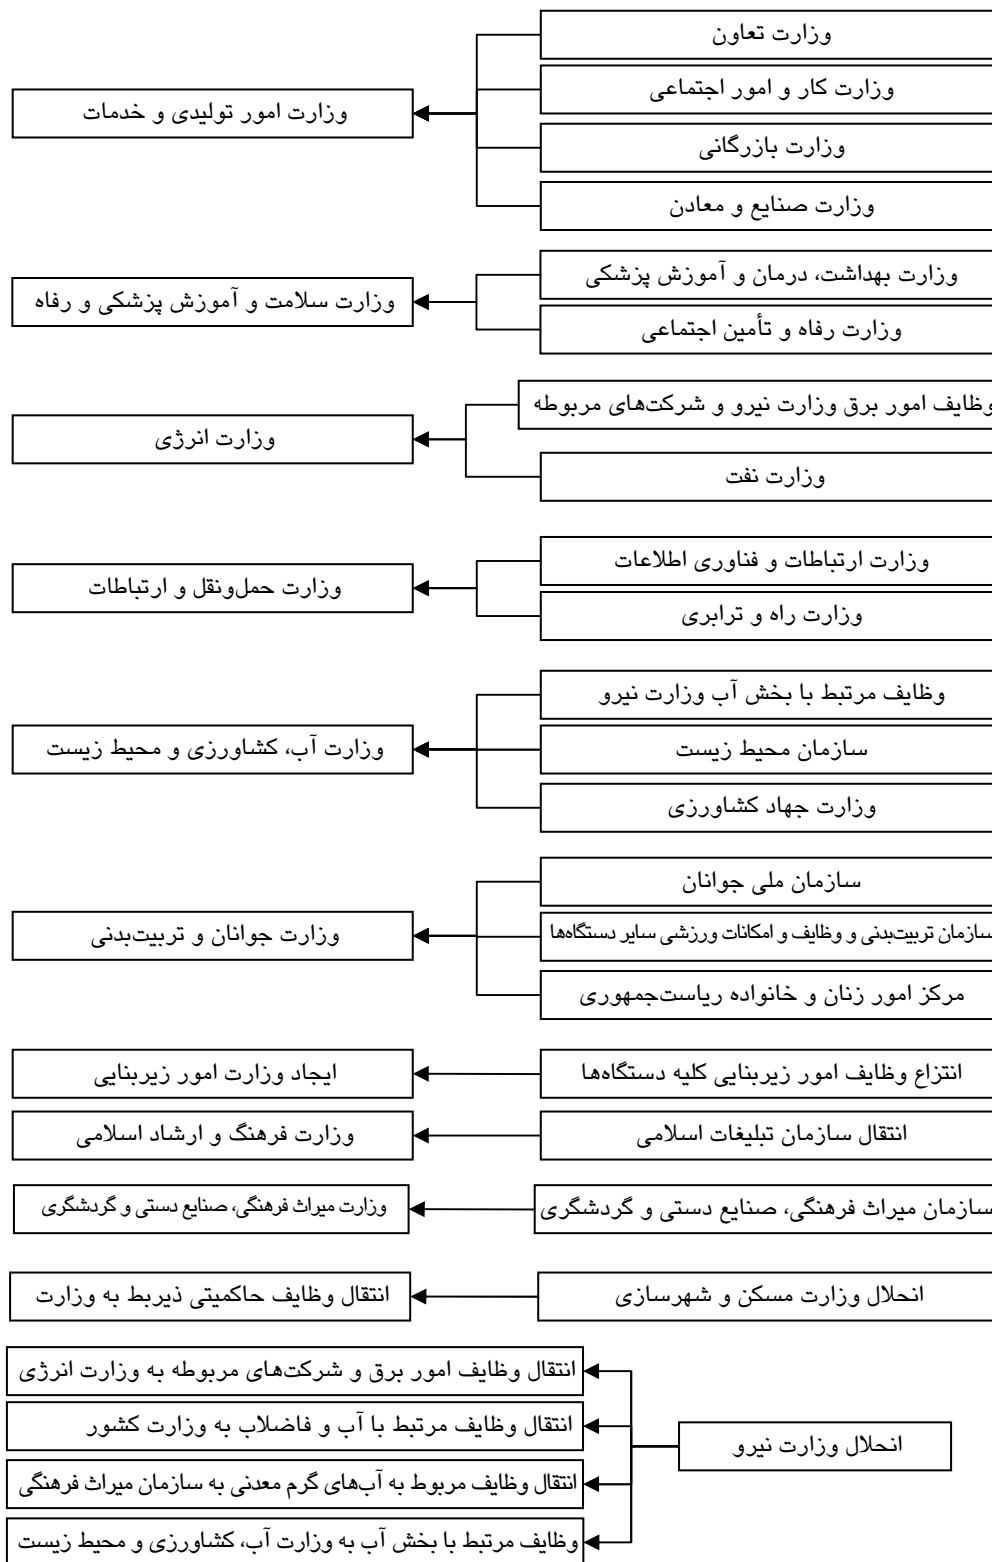 وزارت تعاون
وزارت کار و امور اجتماعی
وزارت بازرگانی
وزارت صنایع و معادن
وزارت امور تولیدی و خدمات
وزارت بهداشت، درمان و آموزش پزشکی
وزارت رفاه و تأمین اجتماعی
وزارت سلامت و آموزش پزشکی و رفاه
وظایف امور برق وزارت نیرو و شرکت‌های مربوطه
وزارت نفت
وزارت انرژی
وزارت ارتباطات و فناوری اطلاعات
وزارت راه و ترابری
وزارت حمل‌ونقل و ارتباطات
وظایف مرتبط با بخش آب وزارت نیرو
سازمان محیط زیست
وزارت جهاد کشاورزی
وزارت آب، کشاورزی و محیط زیست
سازمان ملی جوانان
سازمان تربیت‌بدنی و وظایف و امکانات ورزشی سایر دستگاه‌ها
مرکز امور زنان و خانواده ریاست‌جمهوری
وزارت جوانان و تربیت‌بدنی
انتزاع وظایف امور زیربنایی کلیه دستگاه‌ها
ایجاد وزارت امور زیربنایی
انتقال سازمان تبلیغات اسلامی
وزارت فرهنگ و ارشاد اسلامی
سازمان میراث فرهنگی، صنایع دستی و گردشگری
وزارت میراث فرهنگی، صنایع دستی و گردشگری
انحلال وزارت مسکن و شهرسازی
انتقال وظایف حاکمیتی ذیربط به وزارت
انحلال وزارت نیرو
انتقال وظایف امور برق و شرکت‌های مربوطه به وزارت انرژی
انتقال وظایف مرتبط با آب و فاضلاب به وزارت کشور
انتقال وظایف مربوط به آب‌های گرم معدنی به سازمان میراث فرهنگی
وظایف مرتبط با بخش آب به وزارت آب، کشاورزی و محیط زیست